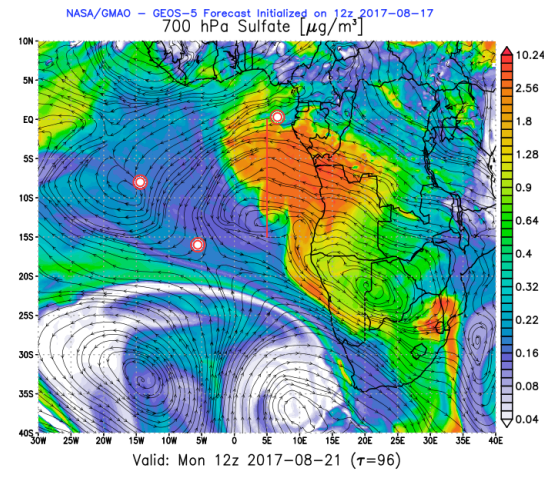 NASA/GMAO - GEOS-5 Forecast Initialized on 12z 2017-08-17
700 hPa Sulfate [μg/m³]
10N
5N
EQ
5S
10S
15S
20S
25S
30S
35S
40S
30W 25W 20W 15W 10W 5W 0 5E 10E 15E 20E 25E 30E 35E 40E
10.24
2.56
1.8
1.28
0.9
0.64
0.4
0.32
0.22
0.16
0.08
0.04
Valid: Mon 12z 2017-08-21 (τ=96)